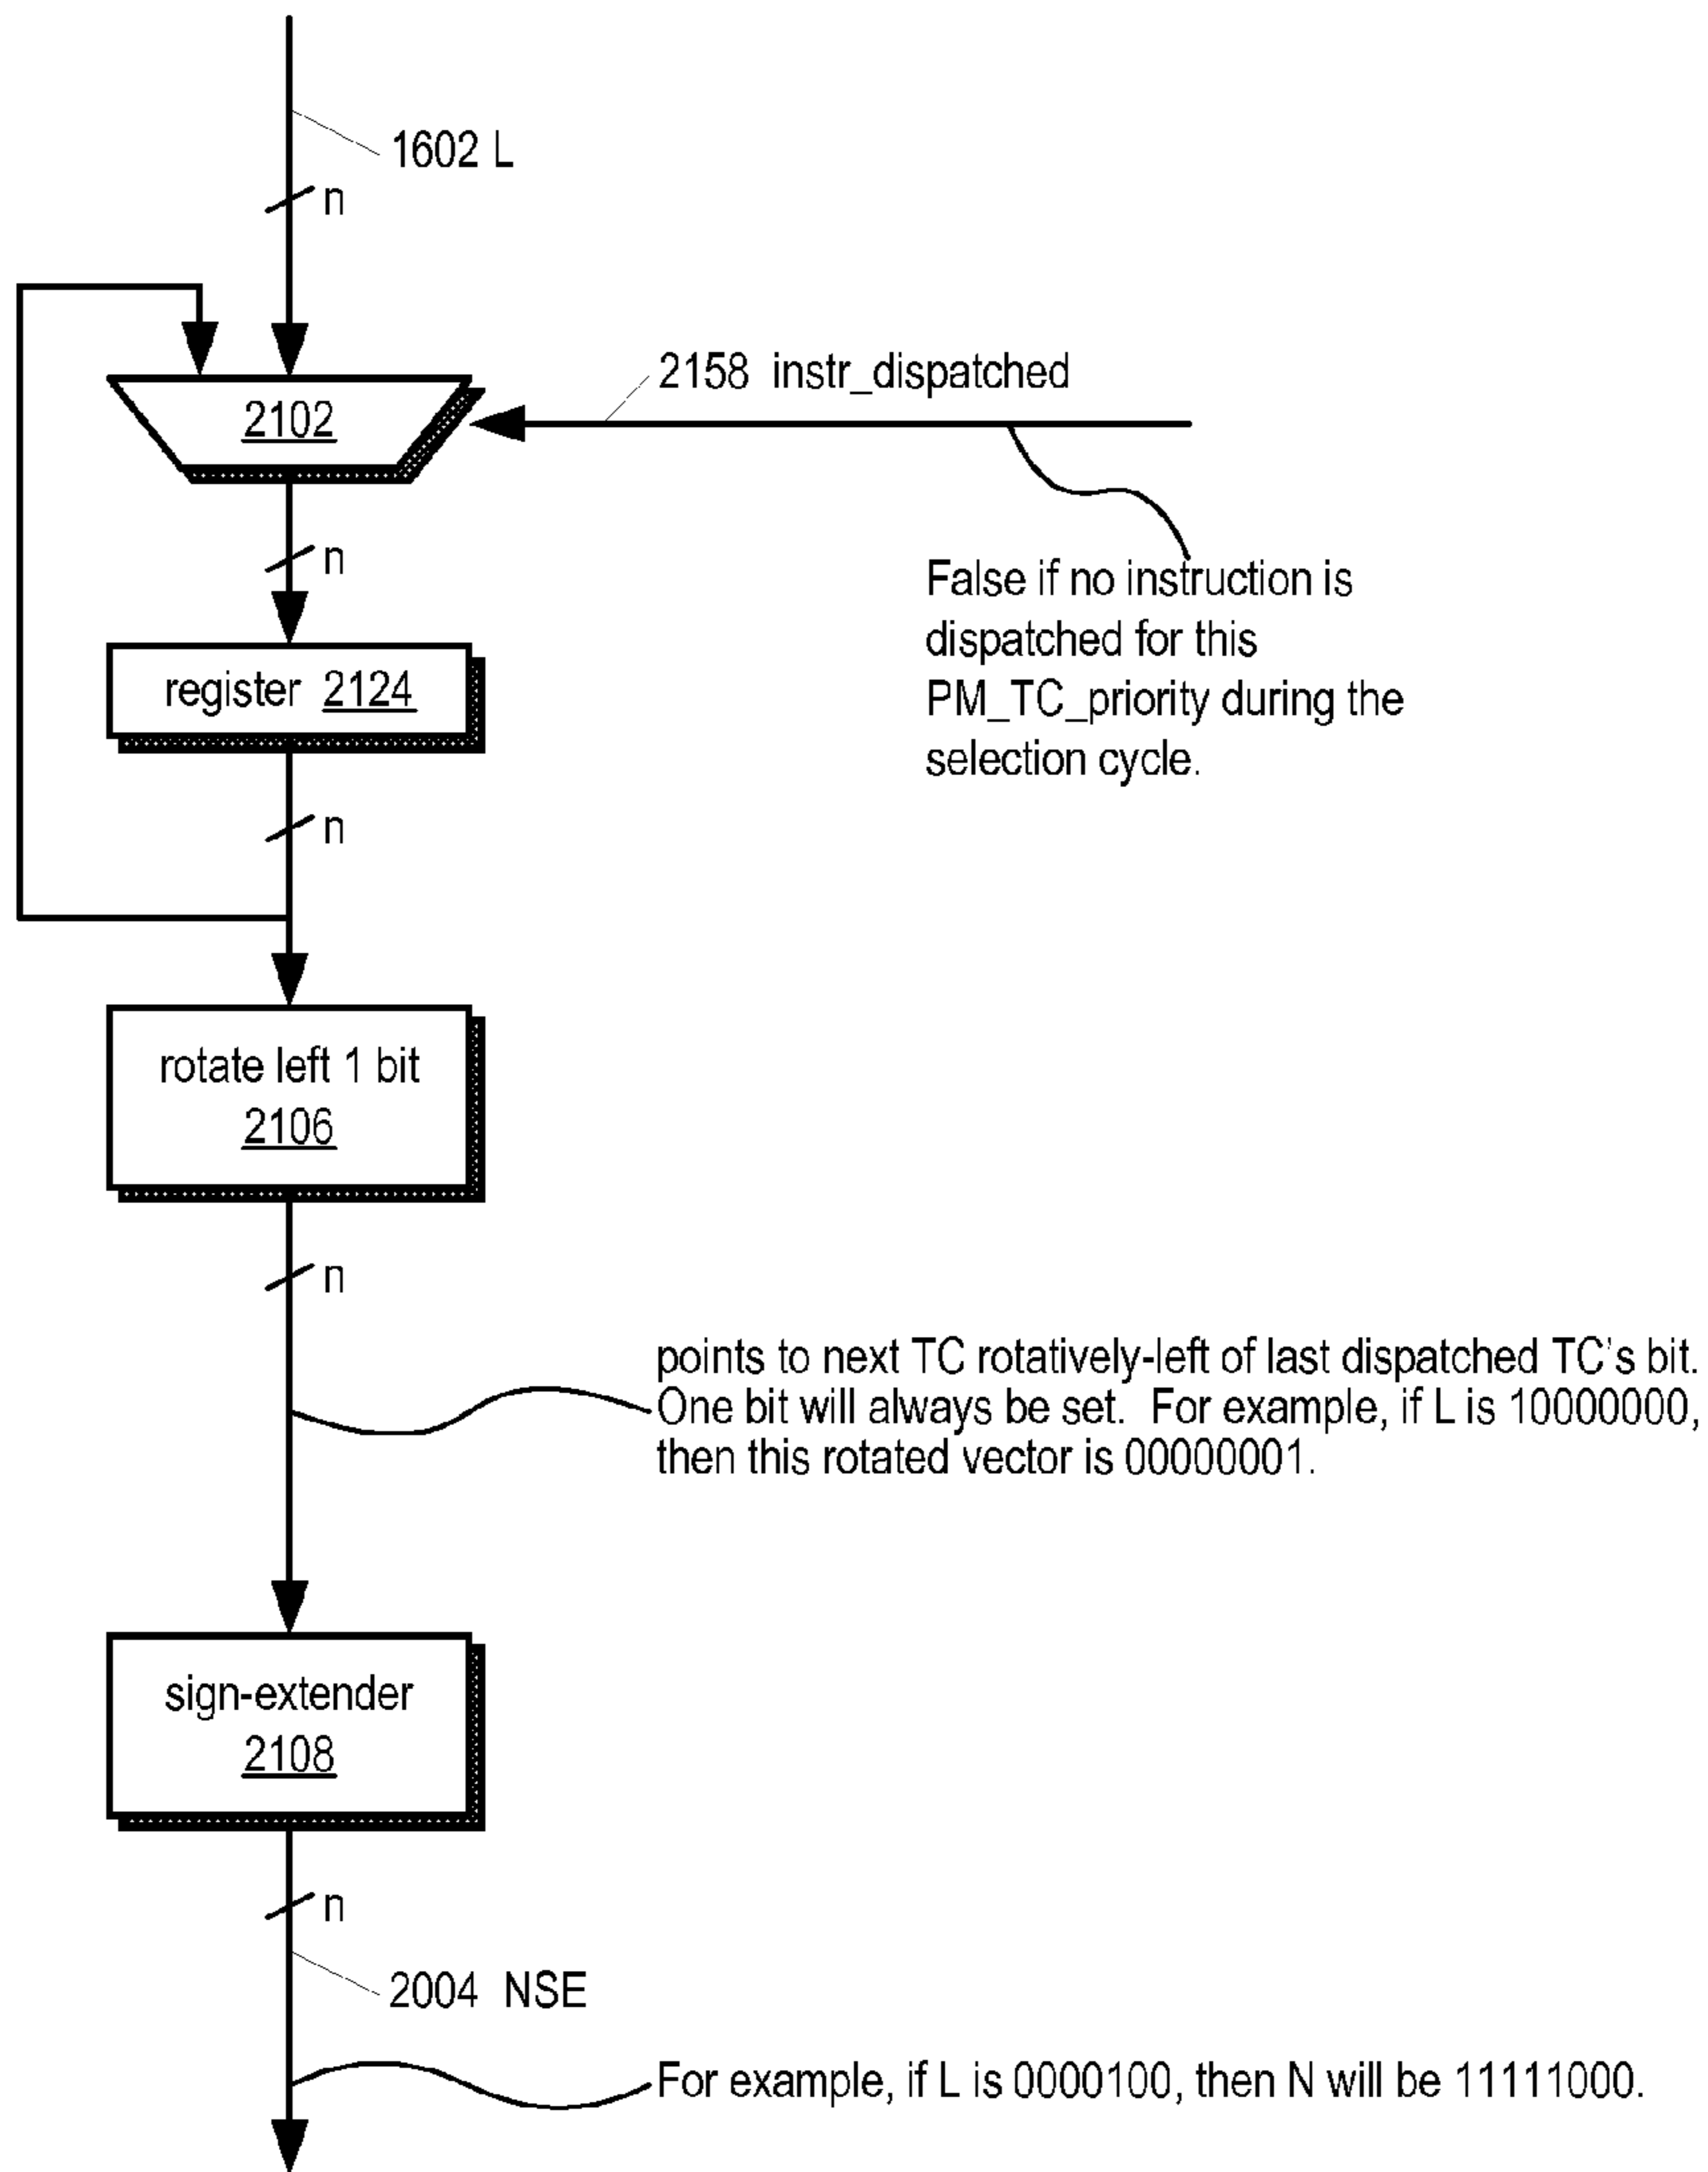 1602 L
n
2158 instr_dispatched
2102
False if no instruction is
dispatched for this
PM_TC_priority during the
selection cycle.
n
register 2124
n
rotate left 1 bit
2106
n
points to next TC rotatively-left of last dispatched TC's bit.
One bit will always be set. For example, if L is 10000000,
then this rotated vector is 00000001.
sign-extender
2108
n
2004 NSE
For example, if L is 0000100, then N will be 11111000.